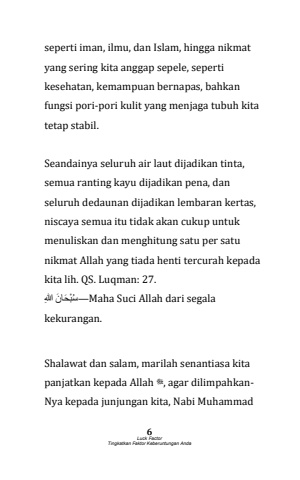 seperti iman, ilmu, dan Islam, hingga nikmat
yang sering kita anggap sepele, seperti
kesehatan, kemampuan bernapas, bahkan
fungsi pori-pori kulit yang menjaga tubuh kita
tetap stabil.
Seandainya seluruh air laut dijadikan tinta,
semua ranting kayu dijadikan pena, dan
seluruh dedaunan dijadikan lembaran kertas,
niscaya semua itu tidak akan cukup untuk
menuliskan dan menghitung satu per satu
nikmat Allah yang tiada henti tercurah kepada
kita lih. QS. Luqman: 27.
سُبْحَانَ اللهِ—Maha Suci Allah dari segala
kekurangan.
Shalawat dan salam, marilah senantiasa kita
panjatkan kepada Allah ﷻ, agar dilimpahkan-
Nya kepada junjungan kita, Nabi Muhammad
6
Luck Factor
Tingkatkan Faktor Keberuntungan Anda